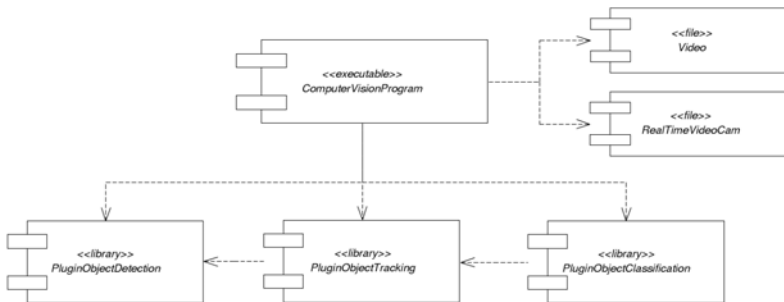 <<file>>
Video
<<executable>>
ComputerVisionProgram
<<file>>
RealTimeVideoCam
<<library>>
PluginObjectDetection
<<library>>
PluginObjectTracking
<<library>>
PluginObjectClassification